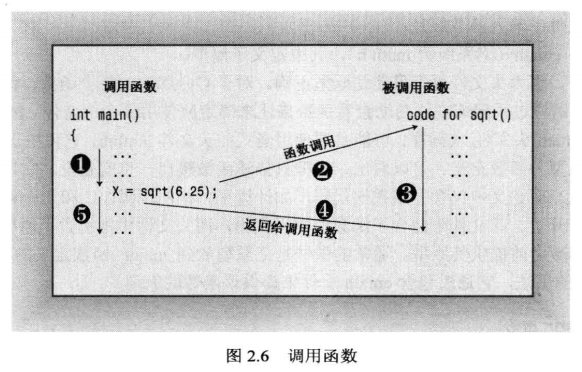 调用函数
被调用函数
int main()
code for sqrt()
{
函数调用
❶
❷
❸
X = sqrt(6.25);
❺
...
❹
...
返回给调用函数
图 2.6 调用函数